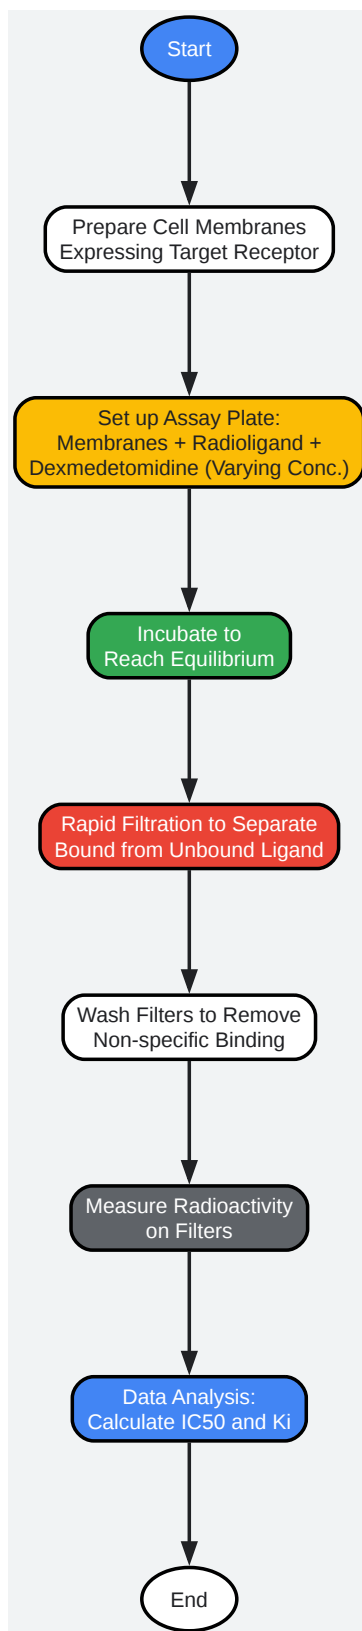 Start
Prepare Cell Membranes
Expressing Target Receptor
Set up Assay Plate:
Membranes + Radioligand +
Dexmedetomidine (Varying Conc.)
Incubate to
Reach Equilibrium
Rapid Filtration to Separate
Bound from Unbound Ligand
Wash Filters to Remove
Non-specific Binding
Measure Radioactivity
on Filters
Data Analysis:
Calculate IC50 and Ki
End